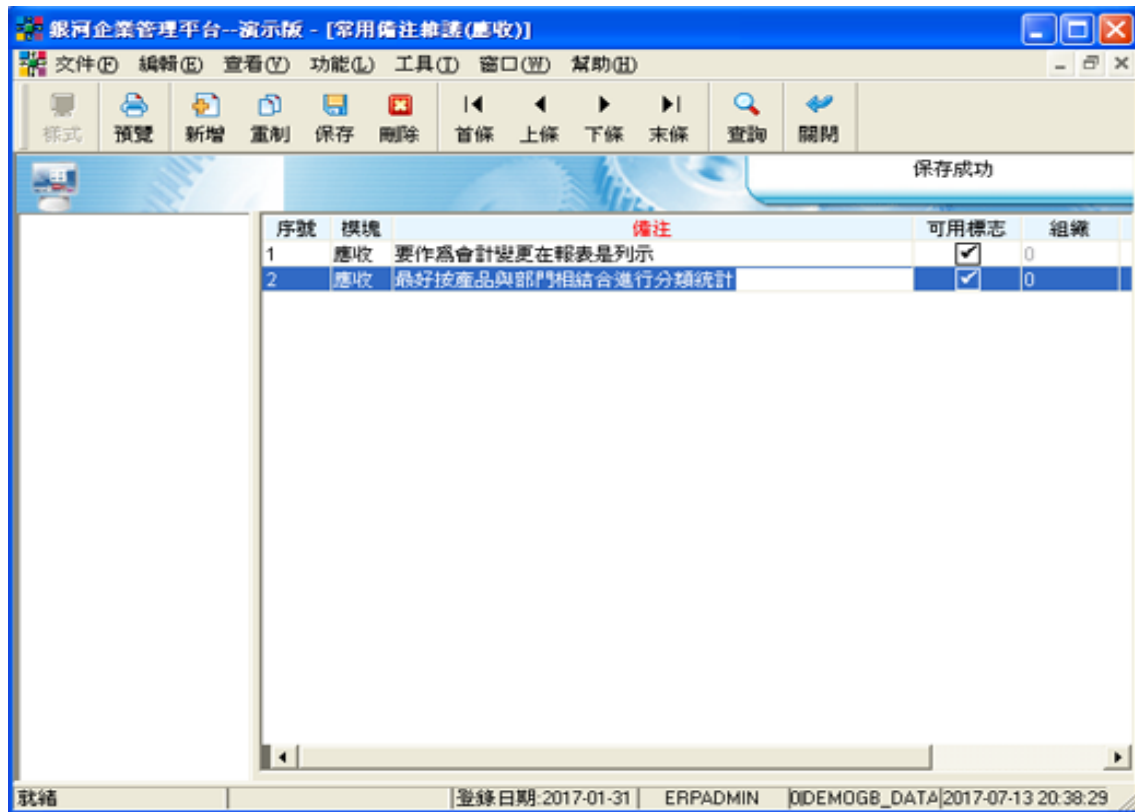 銀河企業管理平台--演示版 - [常用備注維護(應收)]
文件(F) 編輯(E) 查看(V) 功能(L) 工具(T) 窗口(W) 幫助(H)
樣式 預覽 新增 重制 保存 刪除 首條 上條 下條 末條 查詢 關閉
保存成功
序號 模塊 備注 可用標志 組織
1 應收 要作爲會計變更在報表是列示 0
2 應收 最好按產品與部門相結合進行分類統計 0
就緒 登錄日期:2017-01-31 ERPADMIN 0|DEMOGB_DATA 2017-07-13 20:38:29